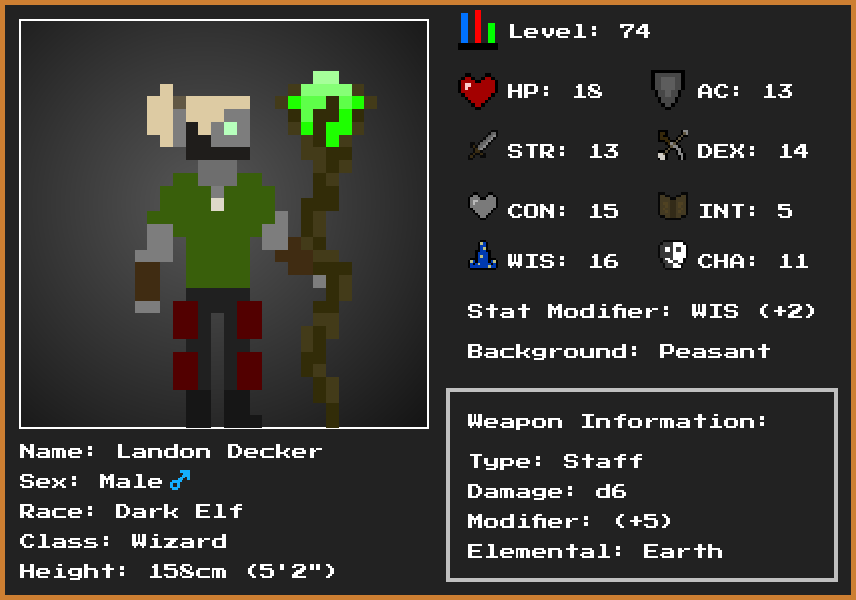 Level: 74
HP: 18 AC: 13
STR: 13 DEX: 14
CON: 15 INT: 5
WIS: 16 CHA: 11
Stat Modifier: WIS (+2)
Background: Peasant
Weapon Information:
Type: Staff
Damage: d6
Modifier: (+5)
Elemental: Earth
Name: Landon Decker
Sex: Male ♂
Race: Dark Elf
Class: Wizard
Height: 158cm (5'2")